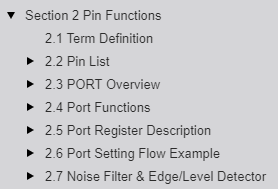 Section 2 Pin Functions
2.1 Term Definition
2.2 Pin List
2.3 PORT Overview
2.4 Port Functions
2.5 Port Register Description
2.6 Port Setting Flow Example
2.7 Noise Filter & Edge/Level Detector